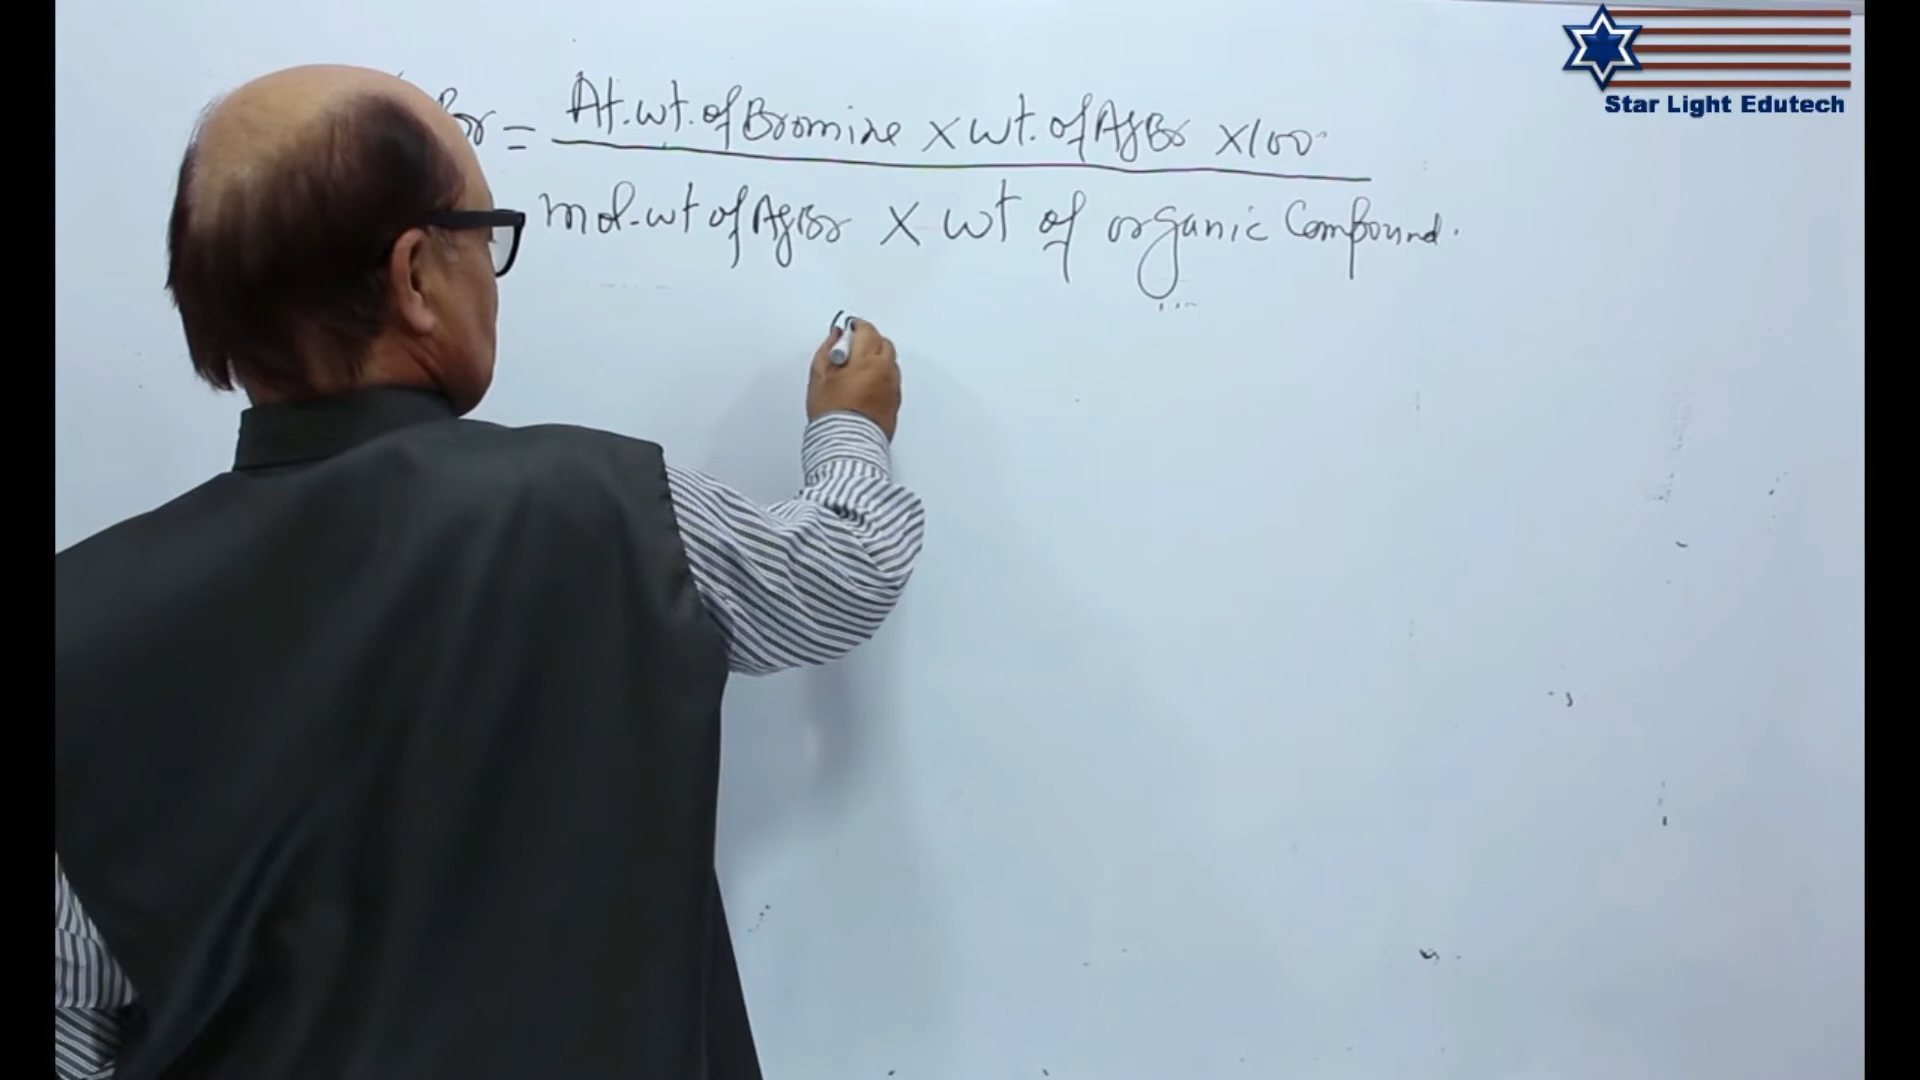 Br = At. wt. of Bromine X wt. of AgBr X100
mol. wt of AgBr X wt of organic Compound.
Star Light Edutech